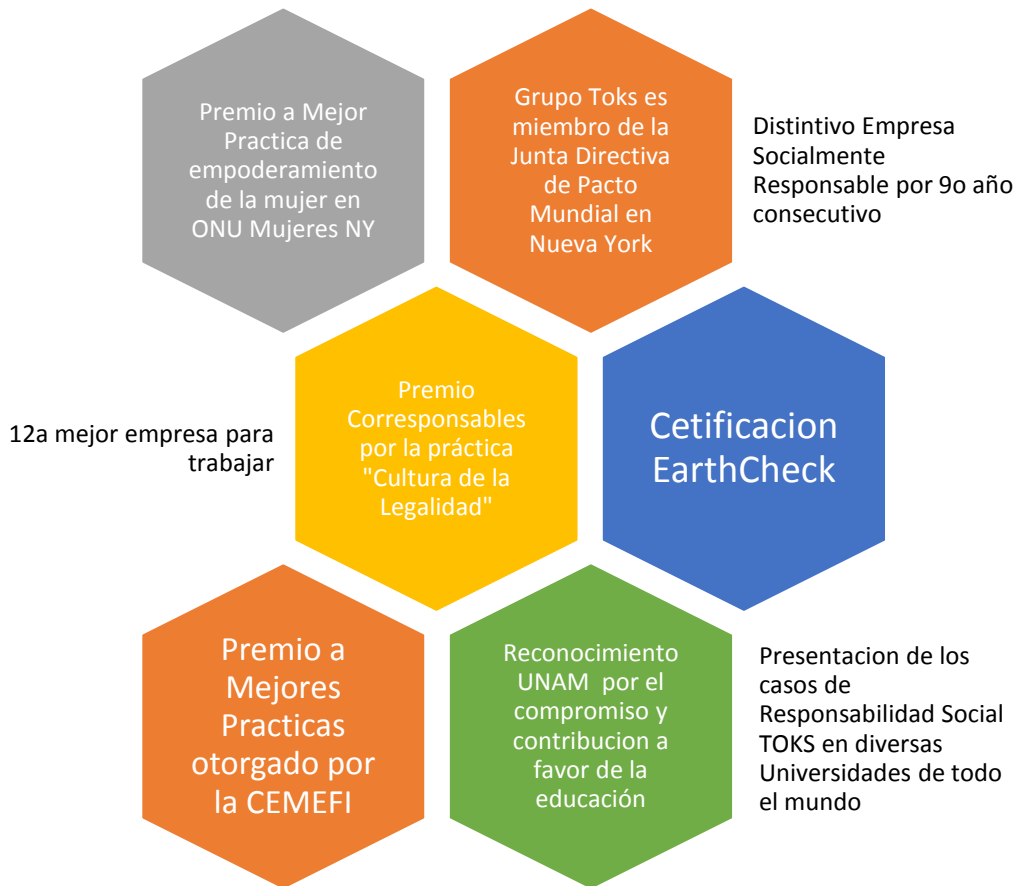 Premio a Mejor
Practica de
empoderamiento
de la mujer en
ONU Mujeres NY
Grupo Toks es
miembro de la
Junta Directiva
de Pacto
Mundial en
Nueva York
Distintivo Empresa
Socialmente
Responsable por 9o año
consecutivo
12a mejor empresa para
trabajar
Premio
Corresponsables
por la práctica
"Cultura de la
Legalidad"
Cetificacion
EarthCheck
Premio a
Mejores
Practicas
otorgado por
la CEMEFI
Reconocimiento
UNAM por el
compromiso y
contribucion a
favor de la
educación
Presentacion de los
casos de
Responsabilidad Social
TOKS en diversas
Universidades de todo
el mundo